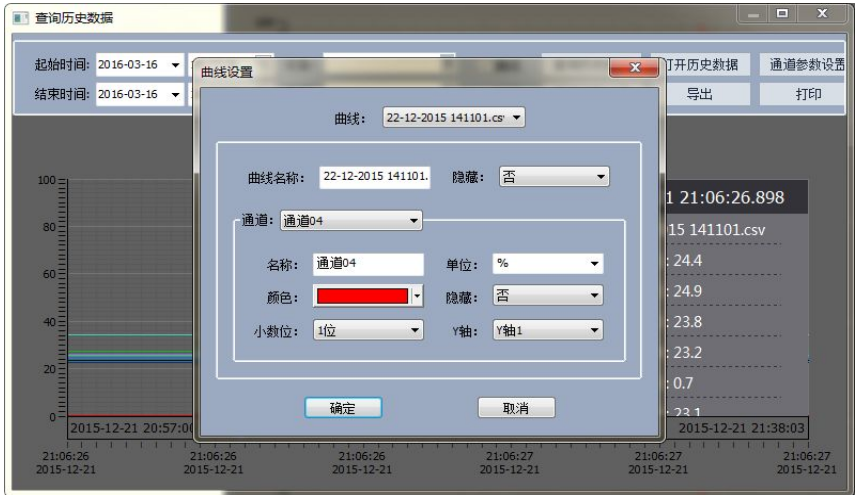 查询历史数据
起始时间: 2016-03-16
打开历史数据 通道参数设置
结束时间: 2016-03-16
导出 打印
曲线设置
曲线: 22-12-2015 141101.cs
曲线名称: 22-12-2015 141101.
隐藏: 否
通道: 通道04
名称: 通道04
单位: %
颜色:
隐藏: 否
小数位: 1位
Y轴: Y轴1
确定 取消
100
80
60
40
20
0
1 21:06:26.898
15 141101.csv
: 24.4
: 24.9
: 23.8
: 23.2
: 0.7
: 23.1
2015-12-21 20:57:0
2015-12-21 21:38:03
21:06:26 21:06:26 21:06:26 21:06:27 21:06:27 21:06:27
2015-12-21 2015-12-21 2015-12-21 2015-12-21 2015-12-21 2015-12-21